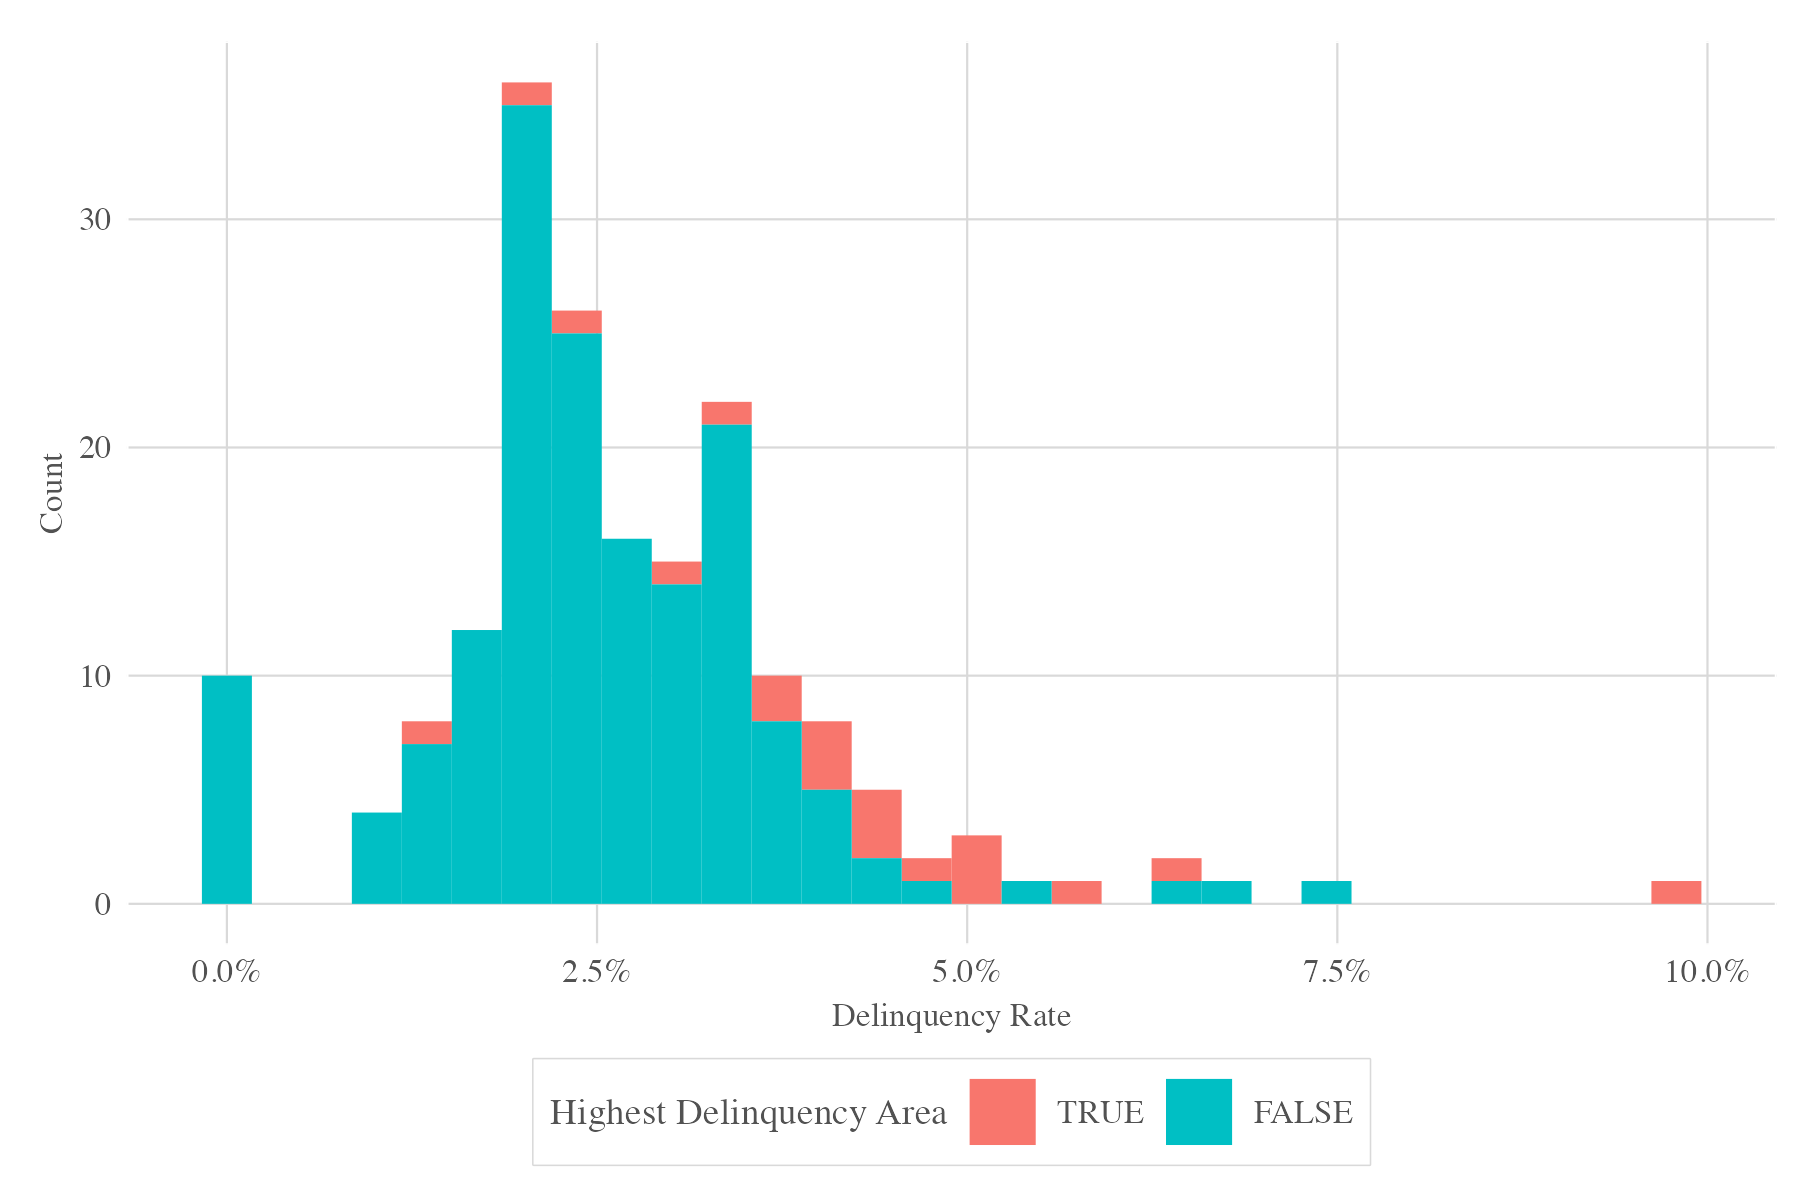 30
20
10
0
Count
0.0% 2.5% 5.0% 7.5% 10.0%
Delinquency Rate
Highest Delinquency Area TRUE FALSE